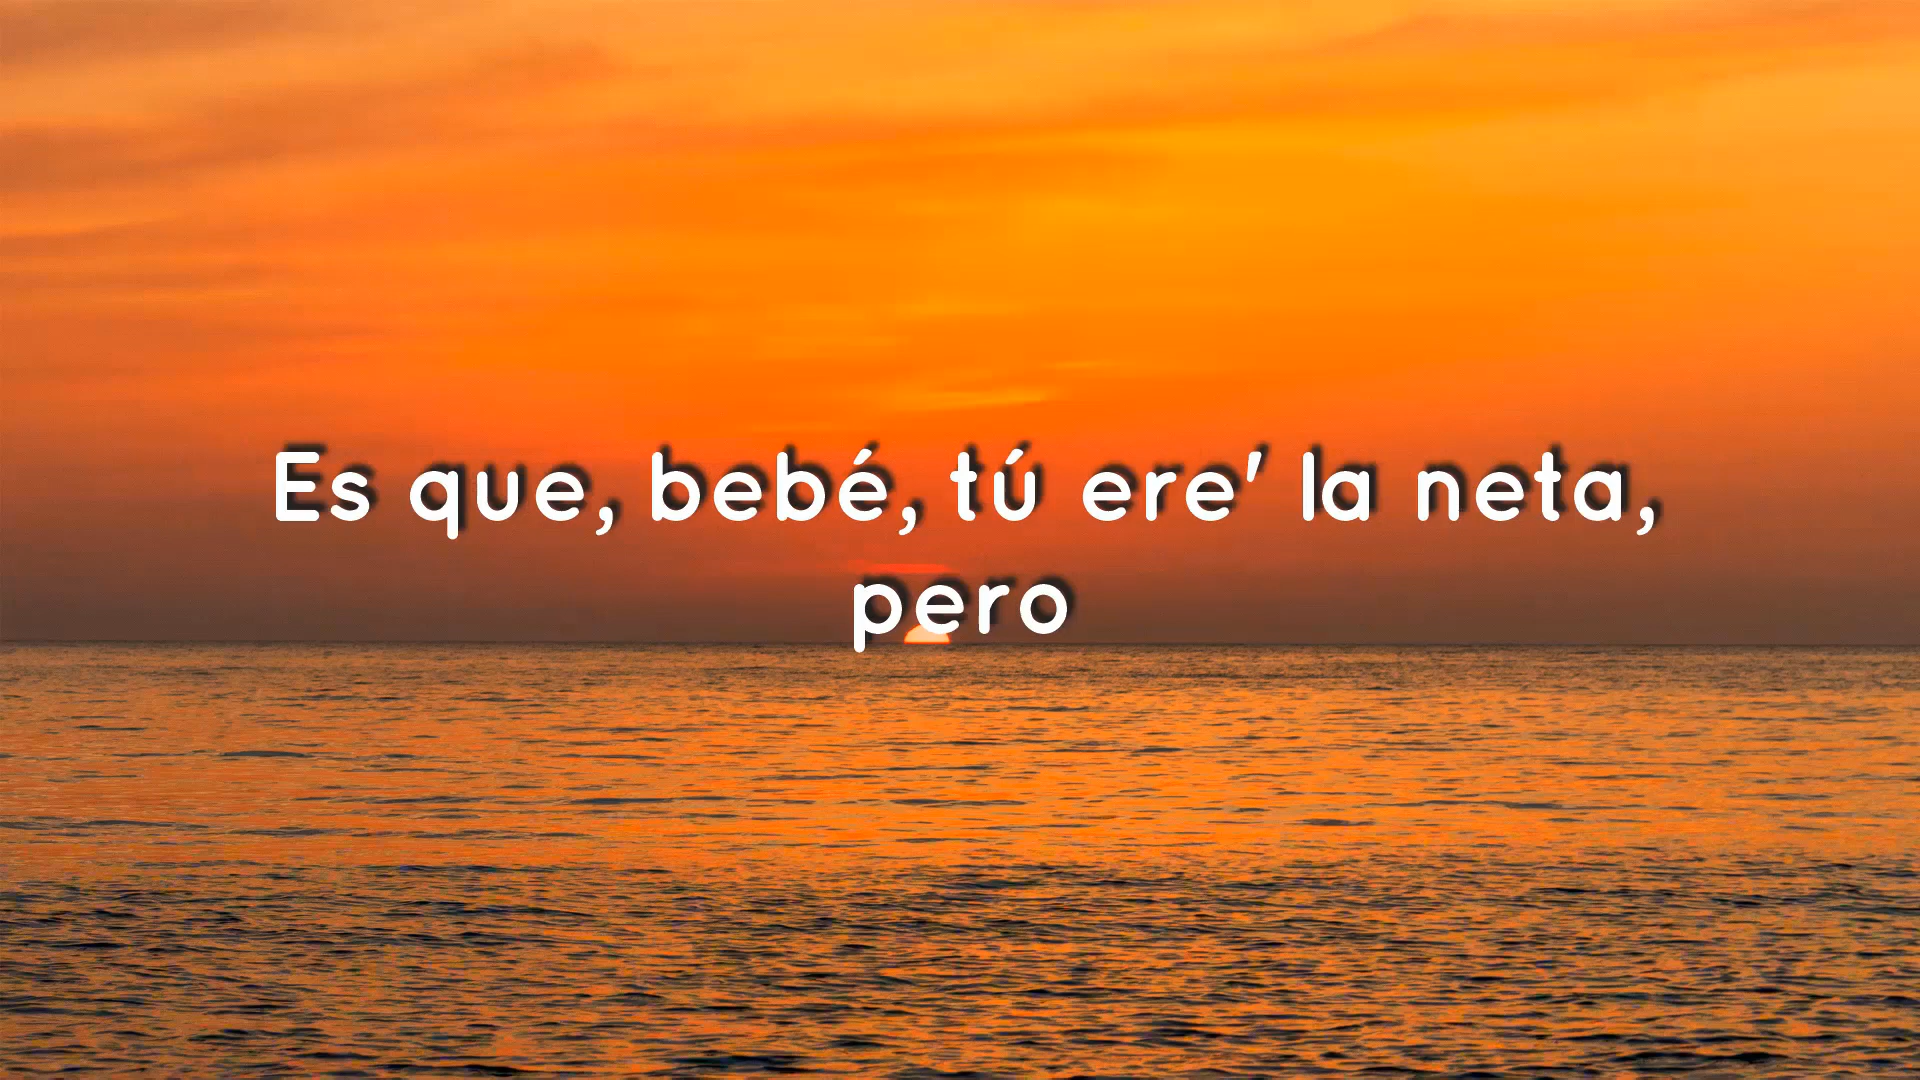 Es que, bebé, tú ere' la neta,
pero